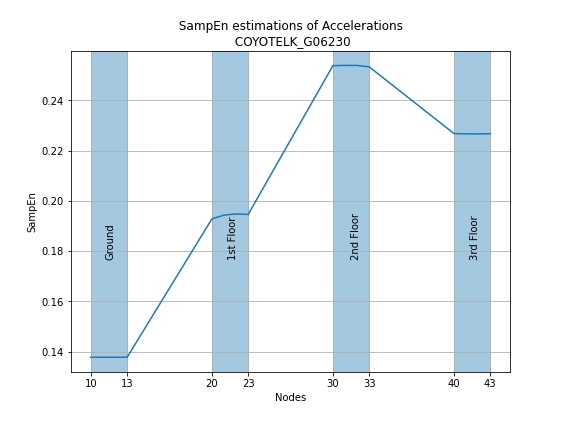 SampEn estimations of Accelerations
COYOTELK_G06230
SampEn
0.24
0.22
0.20
0.18
0.16
0.14
Ground
1st Floor
2nd Floor
3rd Floor
10 13 20 23 30 33 40 43
Nodes